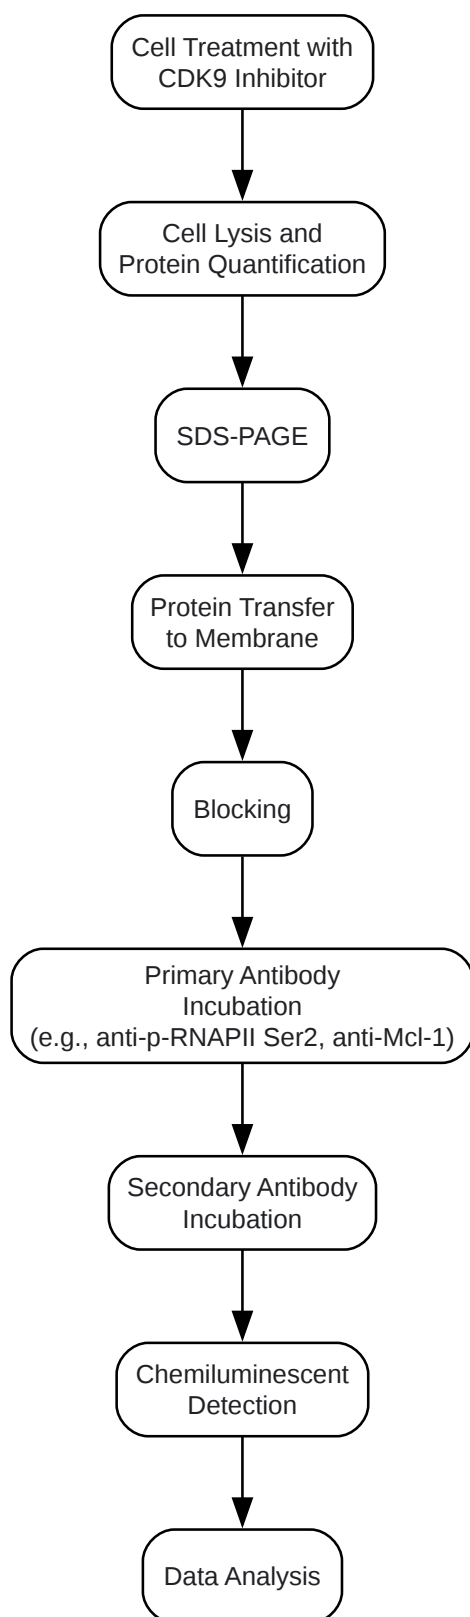 Cell Treatment with
CDK9 Inhibitor
Cell Lysis and
Protein Quantification
SDS-PAGE
Protein Transfer
to Membrane
Blocking
Primary Antibody
Incubation
(e.g., anti-p-RNAPII Ser2, anti-Mcl-1)
Secondary Antibody
Incubation
Chemiluminescent
Detection
Data Analysis